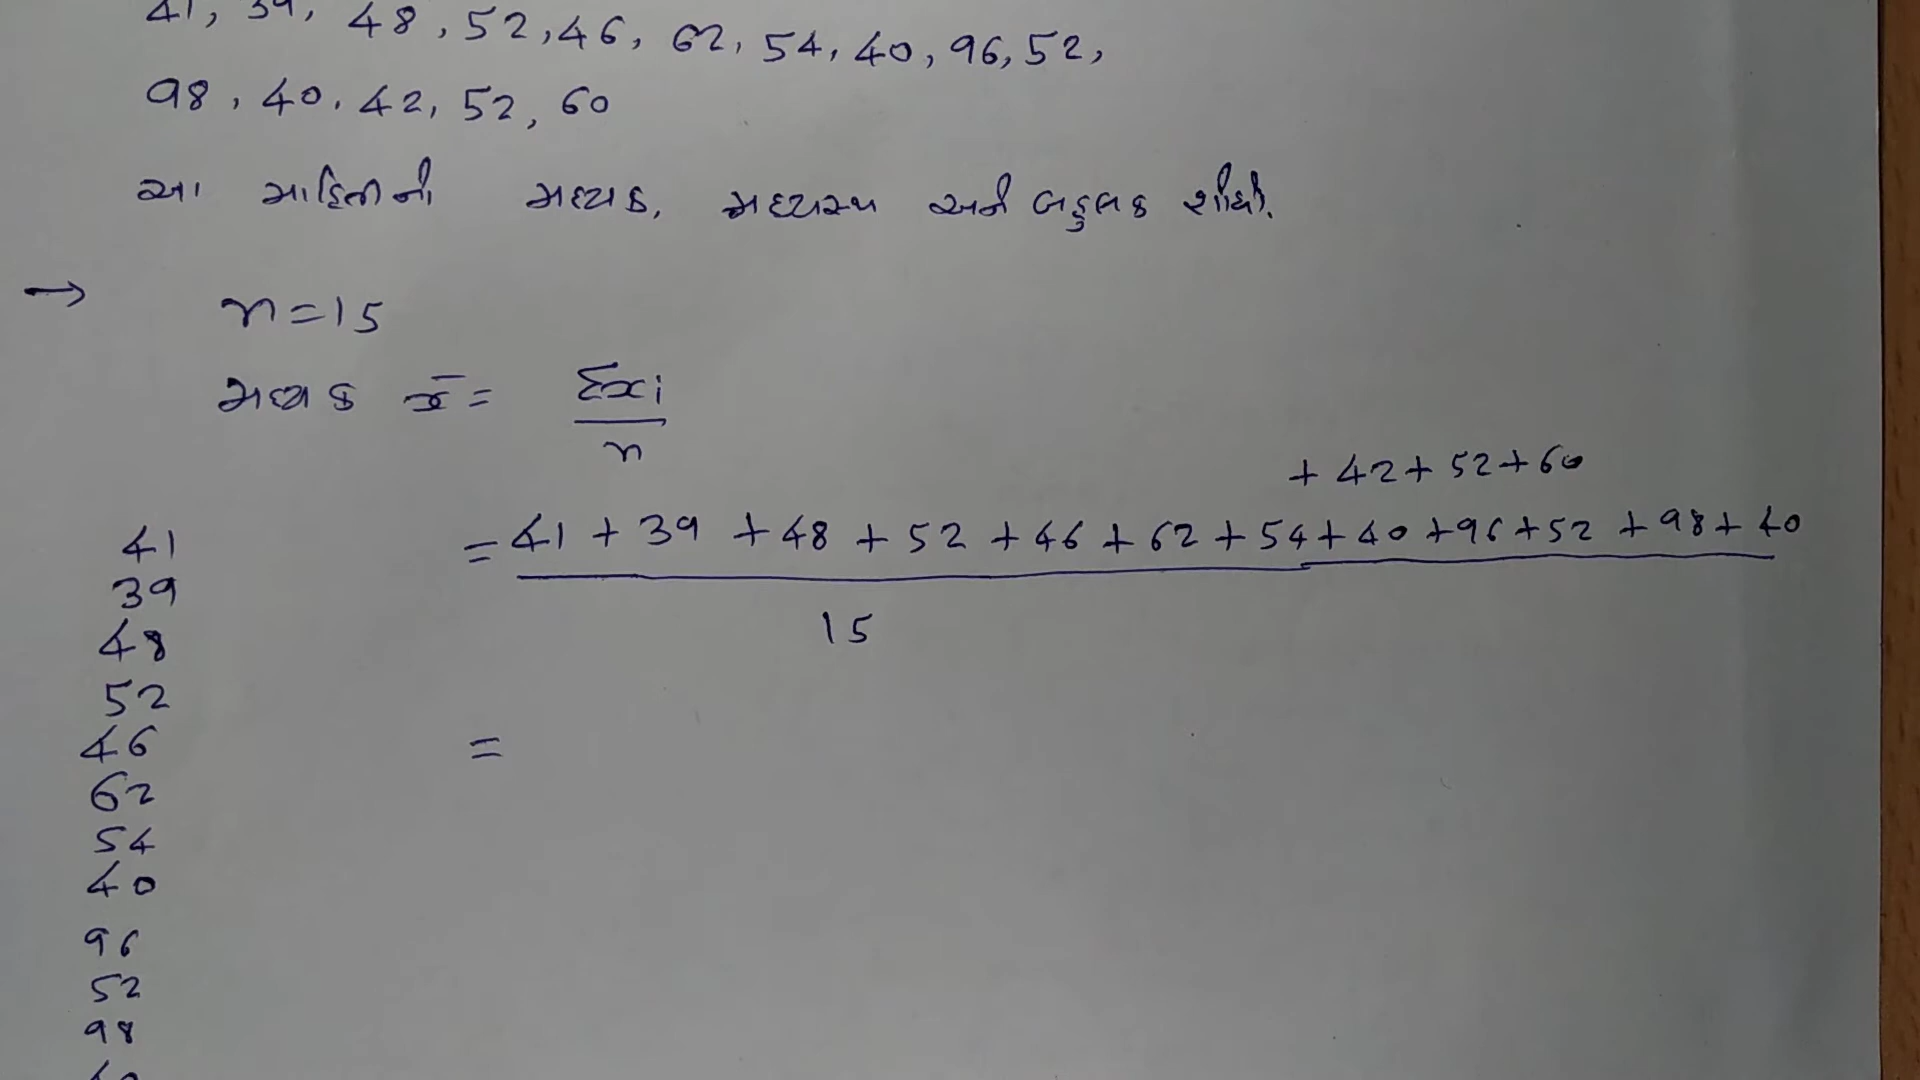 41, 39, 48, 52, 46, 62, 54, 40, 96, 52,
98, 40, 42, 52, 60
આ માહિતીનો મધ્યક, મધ્યસ્થ અને બહુલક શોધો.
→ n=15
મધ્યક x̄ = Σxi
n
+ 42 + 52 + 60
= 41 + 39 + 48 + 52 + 46 + 62 + 54 + 40 + 96 + 52 + 98 + 40
15
=
41
39
48
52
46
62
54
40
96
52
98